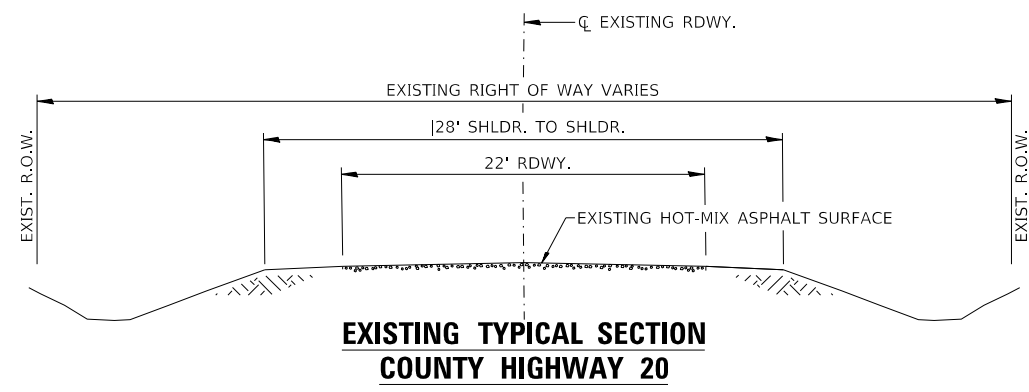 ℄ EXISTING RDWY.
EXISTING RIGHT OF WAY VARIES
|28' SHLDR. TO SHLDR.
22' RDWY.
EXIST. R.O.W.
EXIST. R.O.W.
EXISTING HOT-MIX ASPHALT SURFACE
EXISTING TYPICAL SECTION
COUNTY HIGHWAY 20